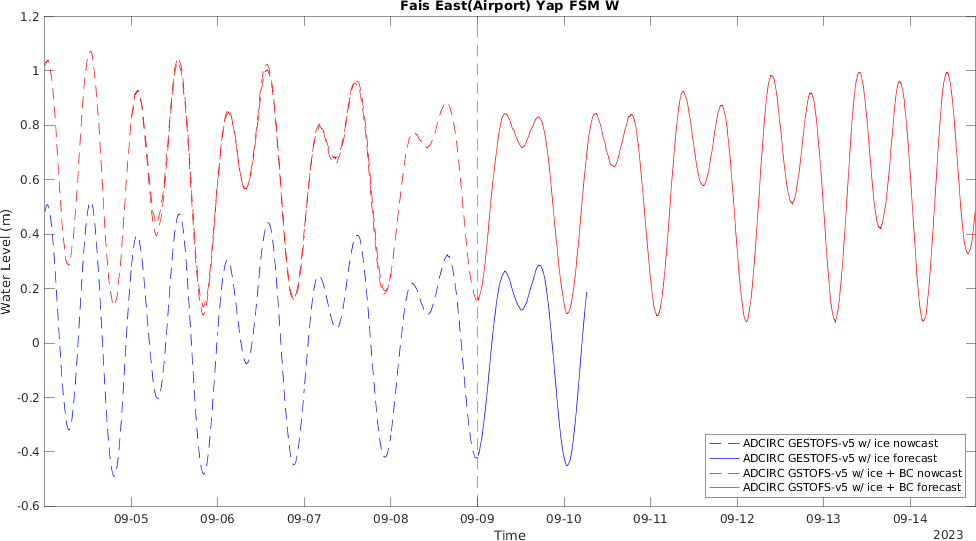 Fais East(Airport) Yap FSM W
1.2
1
0.8
0.6
0.4
0.2
0
-0.2
-0.4
-0.6
Water Level (m)
ADCIRC GESTOFS-v5 w/ ice nowcast
ADCIRC GESTOFS-v5 w/ ice forecast
ADCIRC GSTOFS-v5 w/ ice + BC nowcast
ADCIRC GSTOFS-v5 w/ ice + BC forecast
09-05 09-06 09-07 09-08 09-09 09-10 09-11 09-12 09-13 09-14
Time
2023